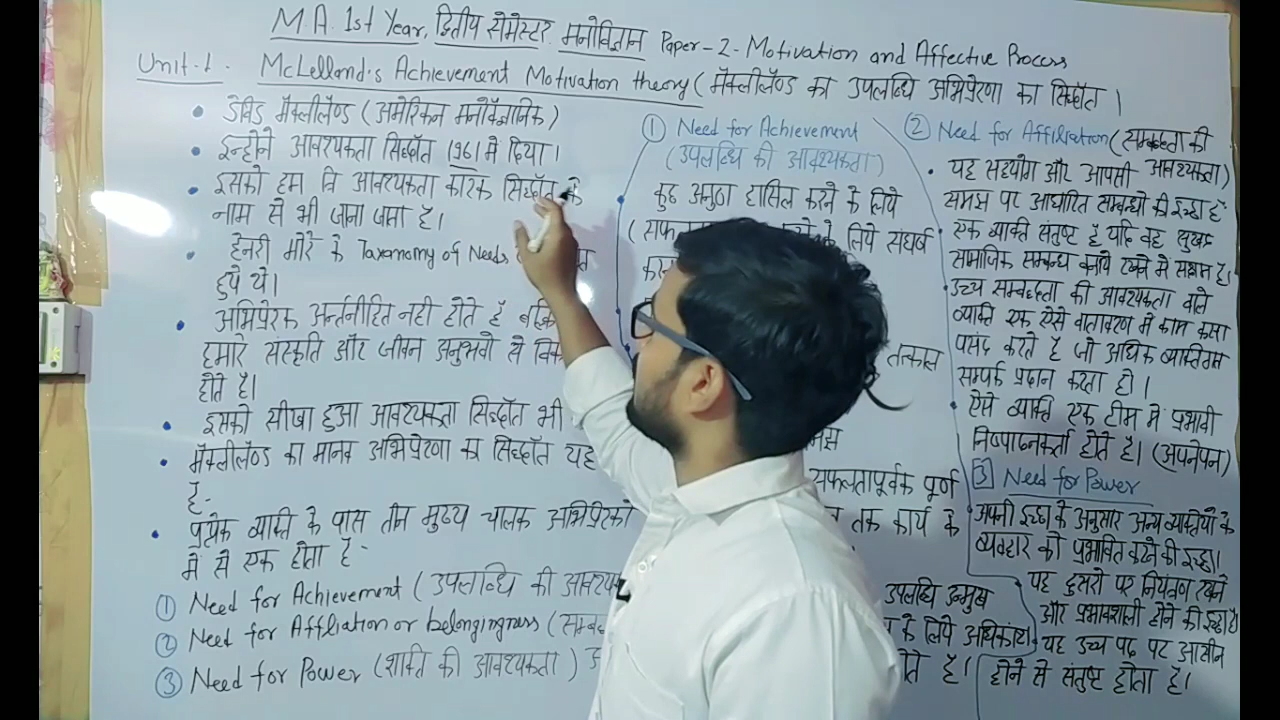 M.A. 1st Year, द्वितीय सेमेस्टर मनोविज्ञान Paper-2-Motivation and Affective Process
Unit-1. McLelland's Achievement Motivation theory (मॅक्लीलॅण्ड का उपलब्धि अभिप्रेरणा का सिद्धाँत।
• डेविड मॅक्लीलॅण्ड (अमेरिकन मनोवैज्ञानिक)
• इन्होने आवश्यकता सिद्धाँत 1961 में दिया।
• इसको हम त्रि आवश्यकता कारक सिद्धाँत के
नाम से भी जाना जाता है।
• हेनरी मोरे के Taxanomy of Needs
हुये थे।
• अभिप्रेरक अर्न्तनीहित नही होते है
हमारे संस्कृति और जीवन अनुभवो से
होते है।
• इसको सीखा हुआ आवश्यकता सिद्धाँत भी
• मॅक्लीलॅण्ड का मानव अभिप्रेरणा का सिद्धाँत यह
है-
• प्रत्येक व्यक्ति के पास तीन मुख्य चालक अभिप्रेरको
में से एक होता है-
① Need for Achievement (उपलब्धि की
② Need for Affliation or belongingness
③ Need for Power (शक्ति की आवश्यकता)
① Need for Achievement
(उपलब्धि की आवश्यकता)
• कुछ अनुठा हासिल करने के लिये
के लिये संघर्ष
तत्काल
सफलतापूर्वक पूर्ण
तक कार्य के
उपलब्धि उन्मुख
के लिये अधिकांश
होते है।
② Need for Affiliation (सम्बद्धता की
आवश्यकता)
• यह सहयोग और आपसी
समझ पर आधारित सम्बन्धो की इच्छा है
• एक व्यक्ति संतुष्ट है यदि वह सुखद
सामाजिक सम्बन्ध बनाये रखने मे सक्षम है।
• उच्च सम्बद्धता की आवश्यकता वाले
व्यक्ति एक ऐसे वातावरण मे काम करना
पसंद करते है जो अधिक व्यक्तिगत
सम्पर्क प्रदान करता हो।
• ऐसे व्यक्ति एक टीम मे प्रभावी
निष्पादनकर्ता होते है। (अपनेपन)
3 Need for Power
• अपनी इच्छा के अनुसार अन्य व्यक्तियों के
व्यवहार को प्रभावित करने की इच्छा।
• यह दुसरो पर नियंत्रण रखने
और प्रभावशाली होने की इच्छा है।
• यह उच्च पद पर आसीन
होने से संतुष्ट होता है।